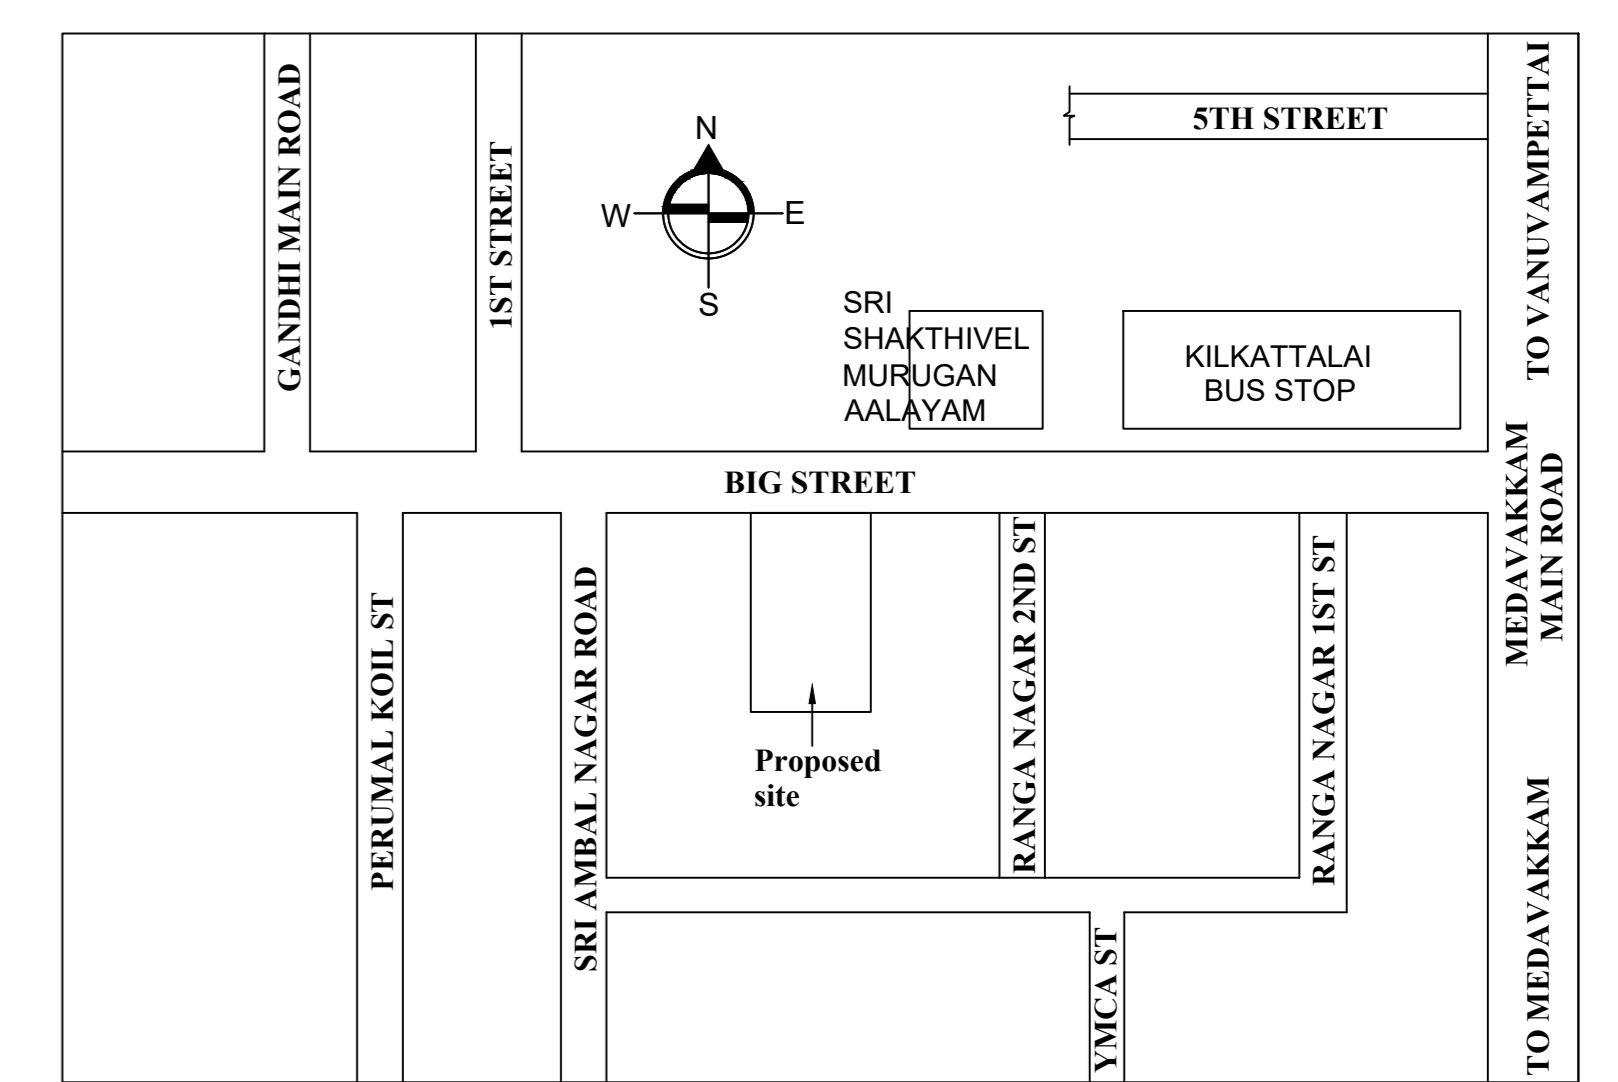 GANDHI MAIN ROAD
1ST STREET
N
W
E
S
5TH STREET
TO VANUVAMPETTAI
SRI
SHAKTHIVEL
MURUGAN
AALAYAM
KILKATTALAI
BUS STOP
BIG STREET
MEDAVAKKAM
MAIN ROAD
PERUMAL KOIL ST
SRI AMBAL NAGAR ROAD
Proposed
site
RANGA NAGAR 2ND ST
RANGA NAGAR 1ST ST
YMCA ST
TO MEDAVAKKAM